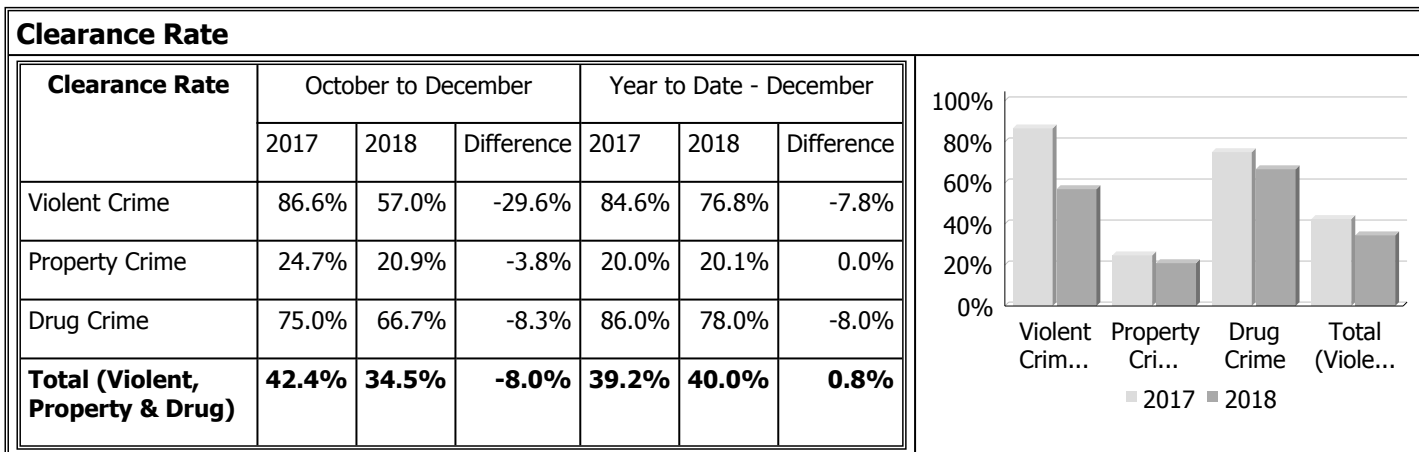 Clearance Rate
Clearance Rate October to December Year to Date - December
2017 2018 Difference 2017 2018 Difference
Violent Crime 86.6% 57.0% -29.6% 84.6% 76.8% -7.8%
Property Crime 24.7% 20.9% -3.8% 20.0% 20.1% 0.0%
Drug Crime 75.0% 66.7% -8.3% 86.0% 78.0% -8.0%
Total (Violent, 42.4% 34.5% -8.0% 39.2% 40.0% 0.8%
Property & Drug)
100%
80%
60%
40%
20%
0%
Violent Property Drug Total
Crim... Cri... Crime (Viole...
2017 2018